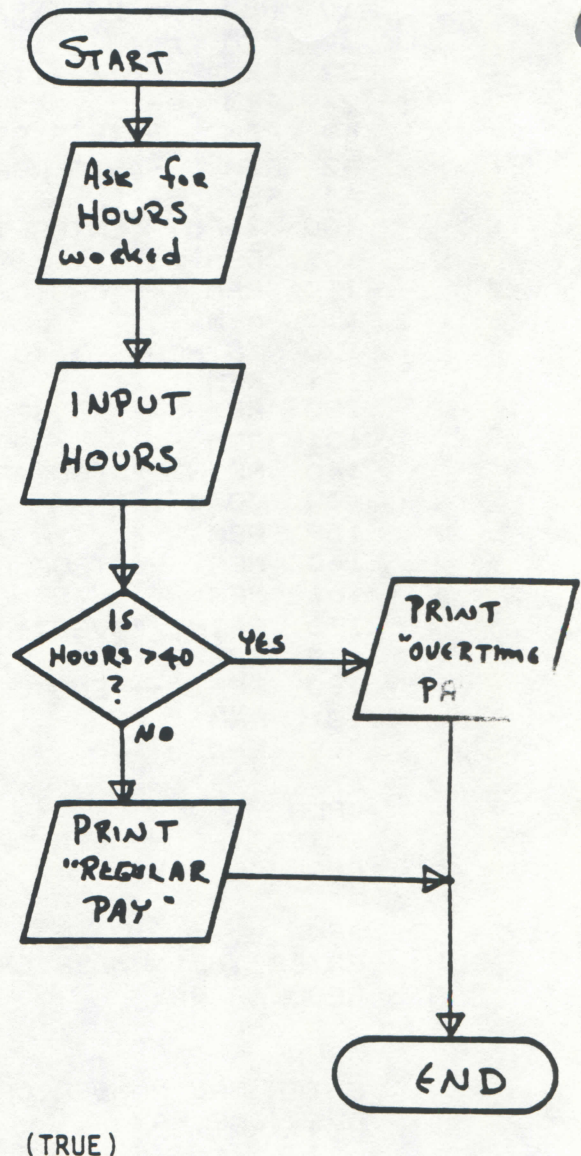 START
Ask for
HOURS
worked
INPUT
HOURS
IS
HOURS >40
?
YES
NO
PRINT
"OVERTIME
PA
PRINT
"REGULAR
PAY"
END
(TRUE)